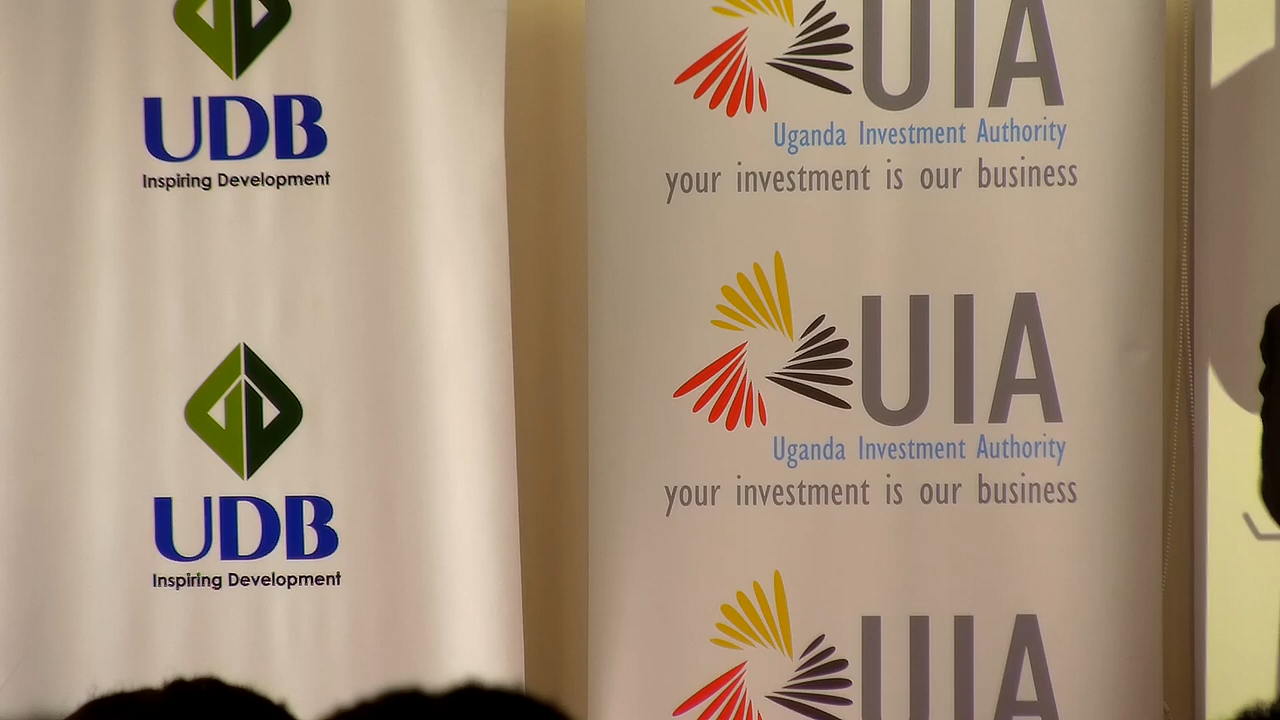 UDB
Inspiring Development
UDB
Inspiring Development
UIA
Uganda Investment Authority
your investment is our business
UIA
Uganda Investment Authority
your investment is our business
UIA